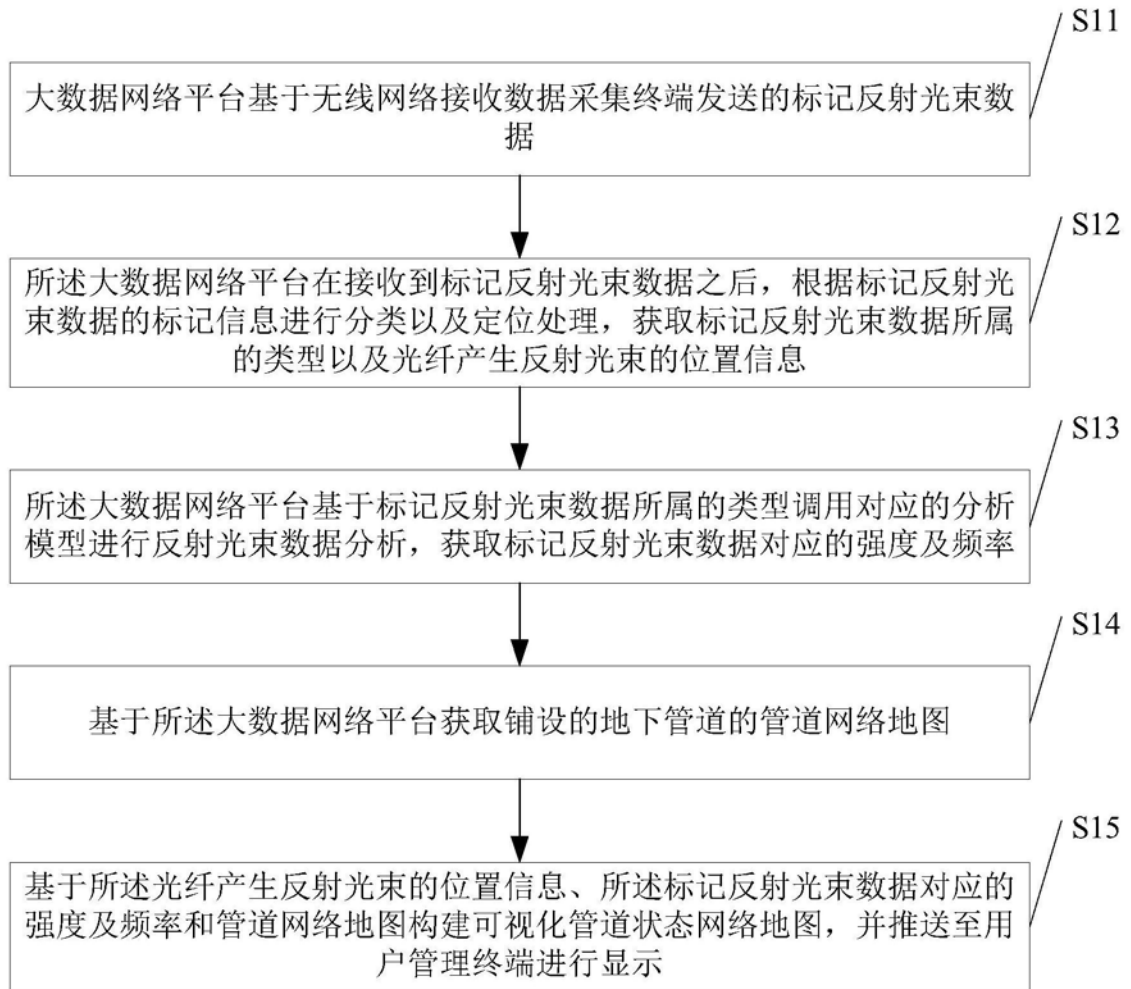 S11
大数据网络平台基于无线网络接收数据采集终端发送的标记反射光束数
据
S12
所述大数据网络平台在接收到标记反射光束数据之后，根据标记反射光
束数据的标记信息进行分类以及定位处理，获取标记反射光束数据所属
的类型以及光纤产生反射光束的位置信息
S13
所述大数据网络平台基于标记反射光束数据所属的类型调用对应的分析
模型进行反射光束数据分析，获取标记反射光束数据对应的强度及频率
S14
基于所述大数据网络平台获取铺设的地下管道的管道网络地图
S15
基于所述光纤产生反射光束的位置信息、所述标记反射光束数据对应的
强度及频率和管道网络地图构建可视化管道状态网络地图，并推送至用
户管理终端进行显示